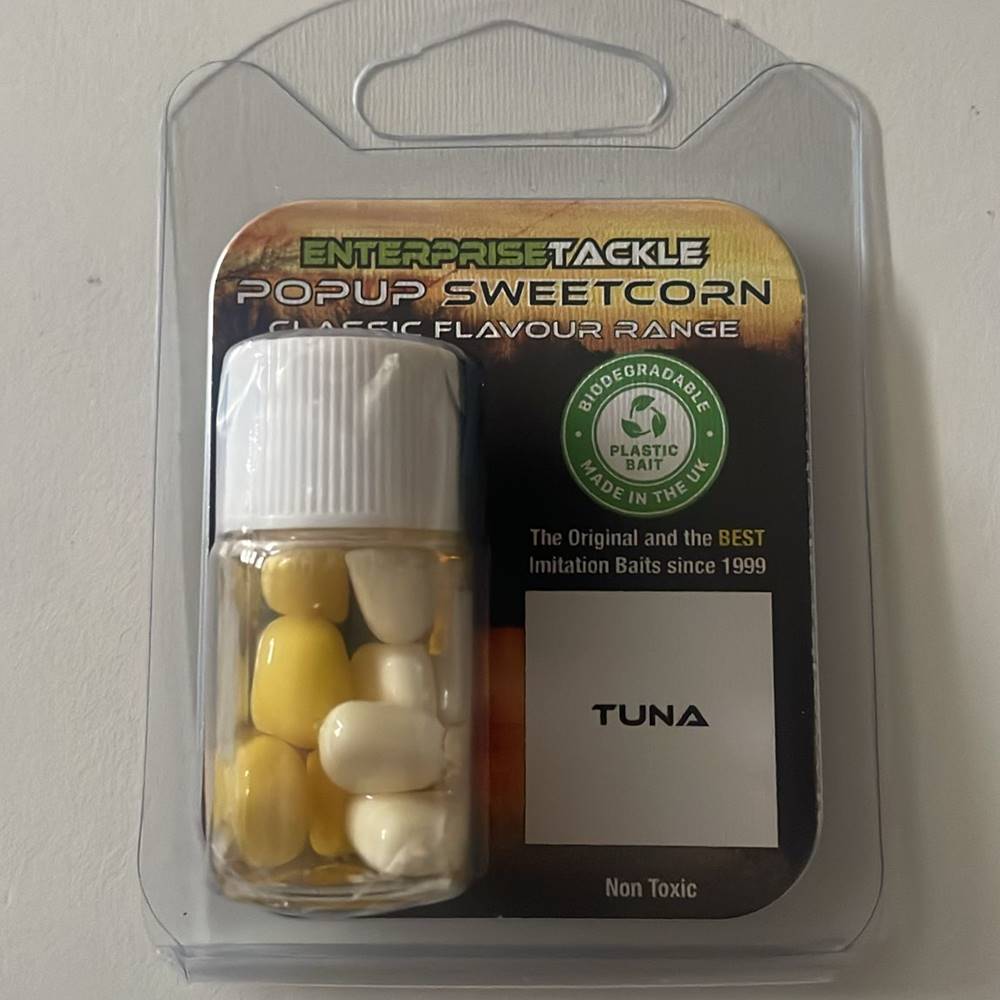 ENTERPRISETACKLE
POPUP SWEETCORN
CLASSIC FLAVOUR RANGE
BIODEGRADABLE
PLASTIC
BAIT
MADE IN THE UK
The Original and the BEST
Imitation Baits since 1999
TUNA
Non Toxic